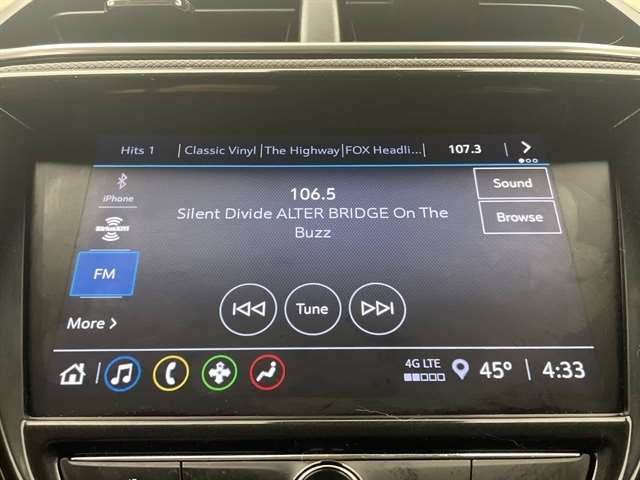 Hits 1 | Classic Vinyl | The Highway | FOX Headli... | 107.3 >
iPhone
SiriusXM
FM
More >
106.5
Silent Divide ALTER BRIDGE On The
Buzz
Sound
Browse
Tune
4G LTE
45° | 4:33